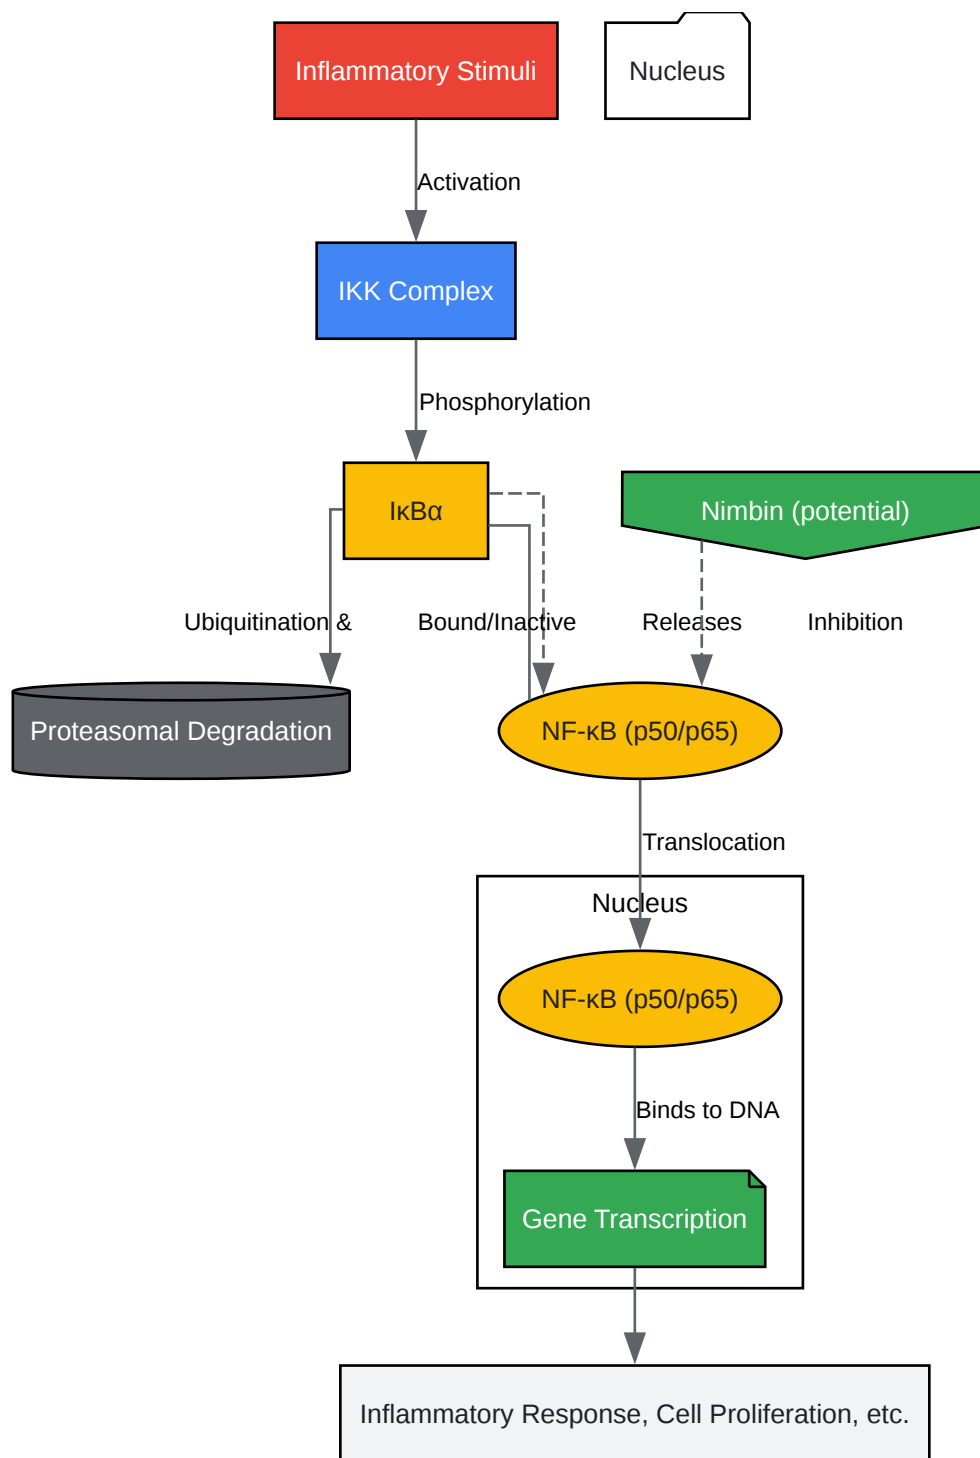 Inflammatory Stimuli
Nucleus
Activation
IKK Complex
Phosphorylation
IκBα
Nimbin (potential)
Ubiquitination &
Bound/Inactive
Releases
Inhibition
Proteasomal Degradation
NF-κB (p50/p65)
Translocation
Nucleus
NF-κB (p50/p65)
Binds to DNA
Gene Transcription
Inflammatory Response, Cell Proliferation, etc.